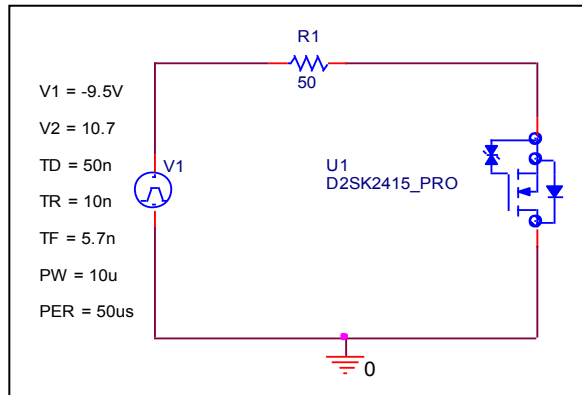 R1
50
V1 = -9.5V
V2 = 10.7
TD = 50n
TR = 10n
TF = 5.7n
PW = 10u
PER = 50us
V1
U1
D2SK2415_PRO
0